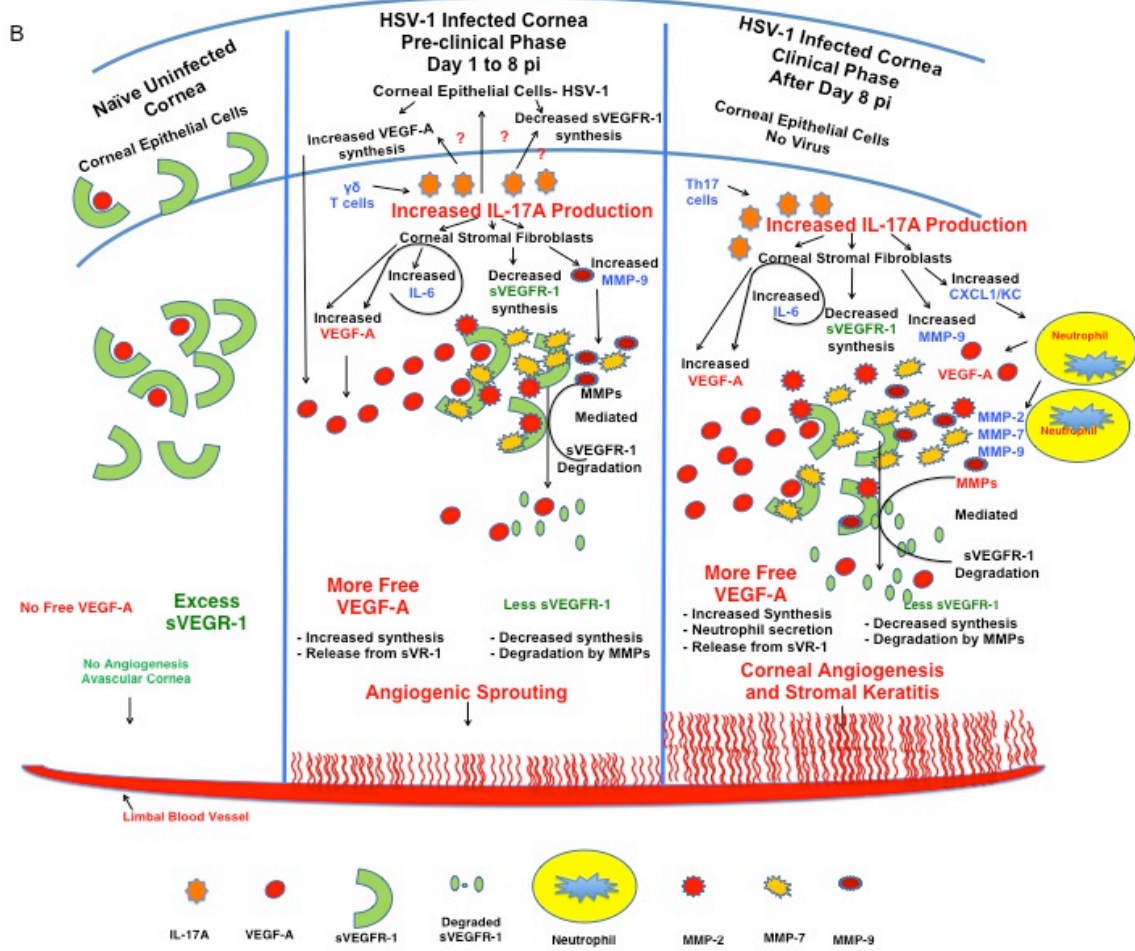 B
Naïve Uninfected
Cornea
Corneal Epithelial Cells
No Free VEGF-A
Excess
sVEGR-1
No Angiogenesis
Avascular Cornea
Limbal Blood Vessel
HSV-1 Infected Cornea
Pre-clinical Phase
Day 1 to 8 pi
Corneal Epithelial Cells- HSV-1
Increased VEGF-A
synthesis
?
?
?
Decreased sVEGFR-1
synthesis
γδ
T cells
Increased IL-17A Production
Corneal Stromal Fibroblasts
Increased
IL-6
Decreased
sVEGFR-1
synthesis
Increased
MMP-9
Increased
VEGF-A
MMPs
Mediated
sVEGFR-1
Degradation
More Free
VEGF-A
- Increased synthesis
- Release from sVR-1
Less sVEGFR-1
- Decreased synthesis
- Degradation by MMPs
Angiogenic Sprouting
HSV-1 Infected Cornea
Clinical Phase
After Day 8 pi
Corneal Epithelial Cells
No Virus
Th17
cells
Increased IL-17A Production
Corneal Stromal Fibroblasts
Increased
IL-6
Decreased
sVEGFR-1
synthesis
Increased
MMP-9
Increased
CXCL1/KC
Increased
VEGF-A
VEGF-A
Neutrophil
Neutrophil
MMP-2
MMP-7
MMP-9
MMPs
Mediated
sVEGFR-1
Degradation
More Free
VEGF-A
- Increased Synthesis
- Neutrophil secretion
- Release from sVR-1
Less sVEGFR-1
- Decreased synthesis
- Degradation by MMPs
Corneal Angiogenesis
and Stromal Keratitis
IL-17A
VEGF-A
sVEGFR-1
Degraded
sVEGFR-1
Neutrophil
MMP-2
MMP-7
MMP-9